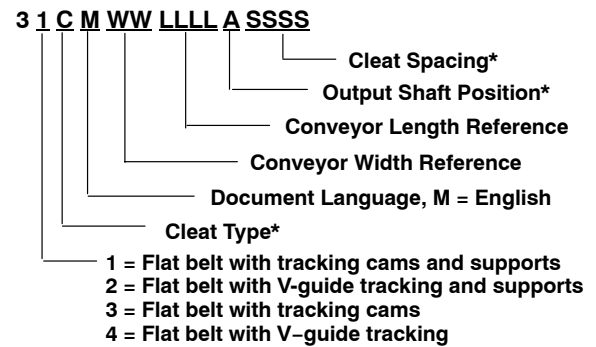 3 1 C M WW LLLL A SSSS
Cleat Spacing*
Output Shaft Position*
Conveyor Length Reference
Conveyor Width Reference
Document Language, M = English
Cleat Type*
1 = Flat belt with tracking cams and supports
2 = Flat belt with V-guide tracking and supports
3 = Flat belt with tracking cams
4 = Flat belt with V−guide tracking